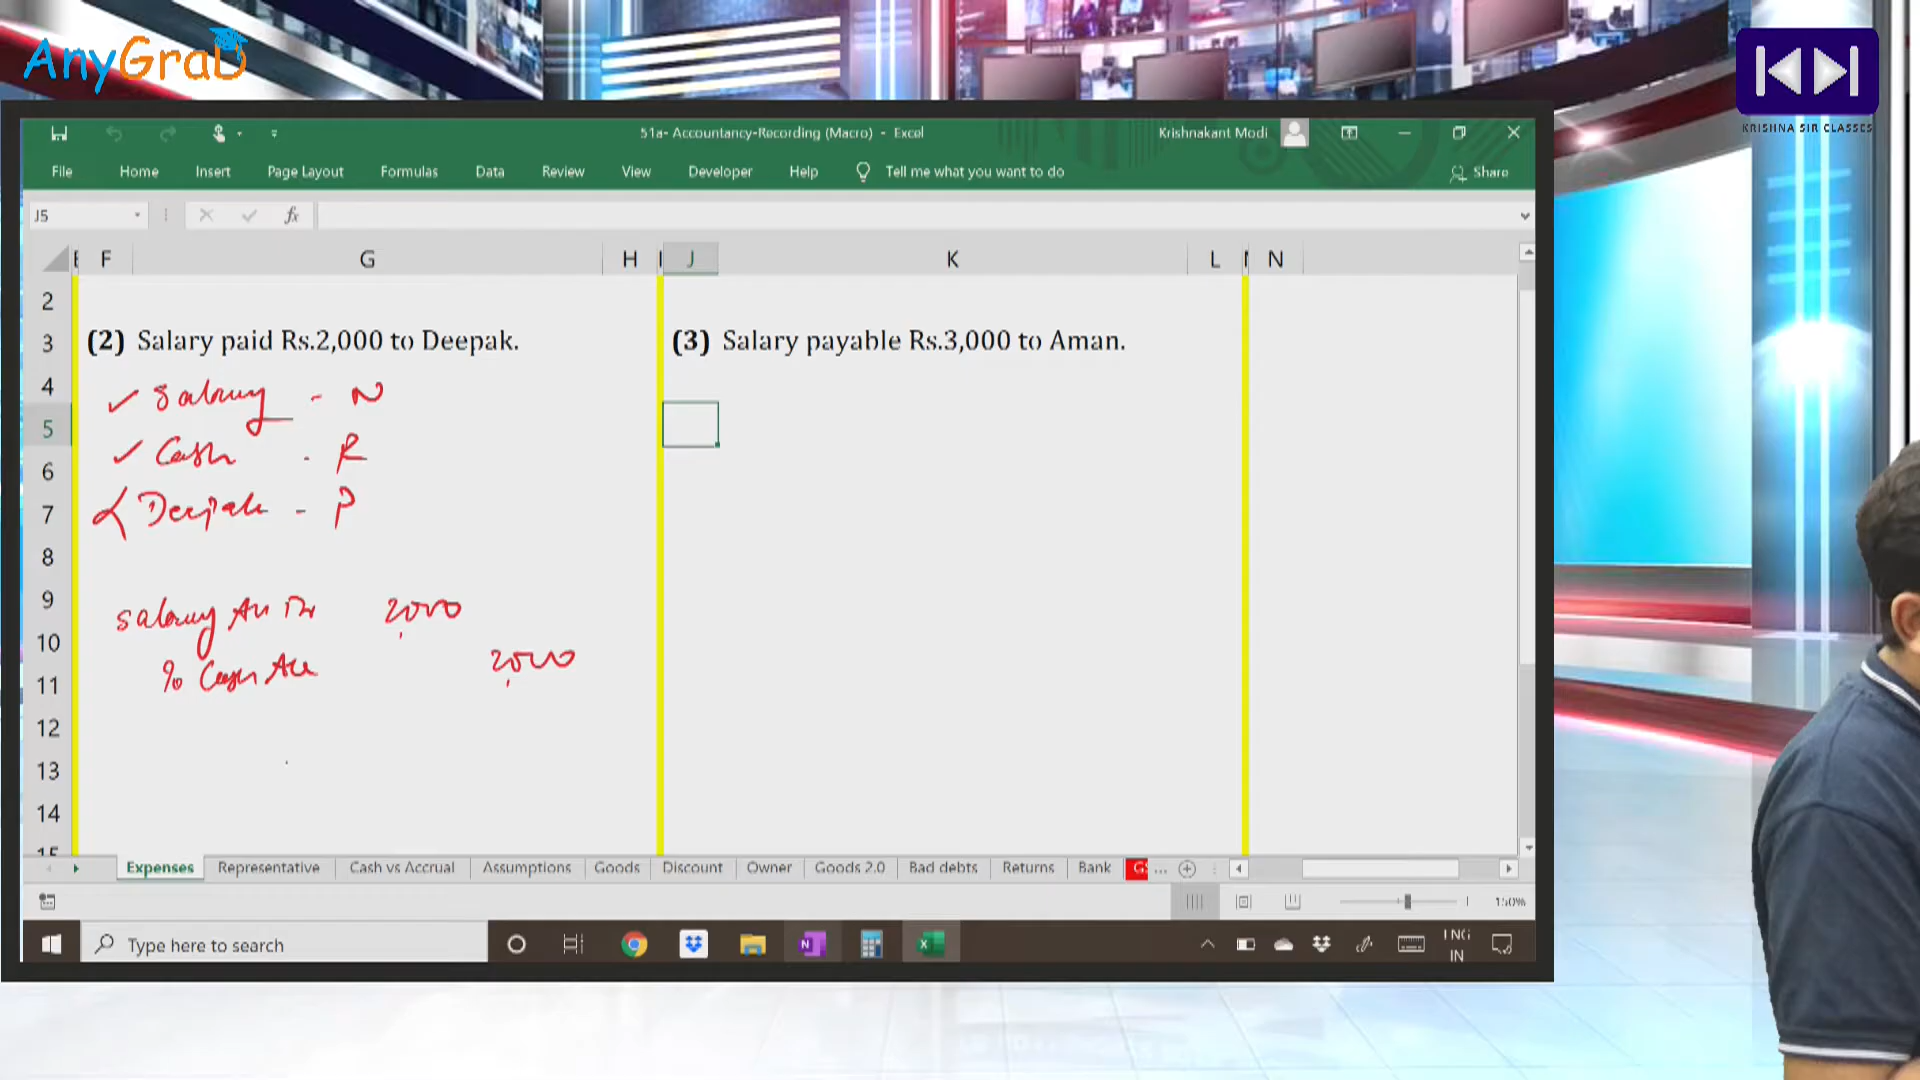 AnyGraD
KRISHNA SIR CLASSES
51a- Accountancy-Recording (Macro) - Excel
Krishnakant Modi
File Home Insert Page Layout Formulas Data Review View Developer Help Tell me what you want to do Share
J5
fx
F G H I J K L N
2
3
4
5
6
7
8
9
10
11
12
13
14
15
(2) Salary paid Rs.2,000 to Deepak.
Salary - N
Cash - R
Deepak - P
Salary A/c Dr 2000
To Cash A/c 2000
(3) Salary payable Rs.3,000 to Aman.
Expenses Representative Cash vs Accrual Assumptions Goods Discount Owner Goods 2.0 Bad debts Returns Bank G ...
150%
Type here to search
ENG
IN